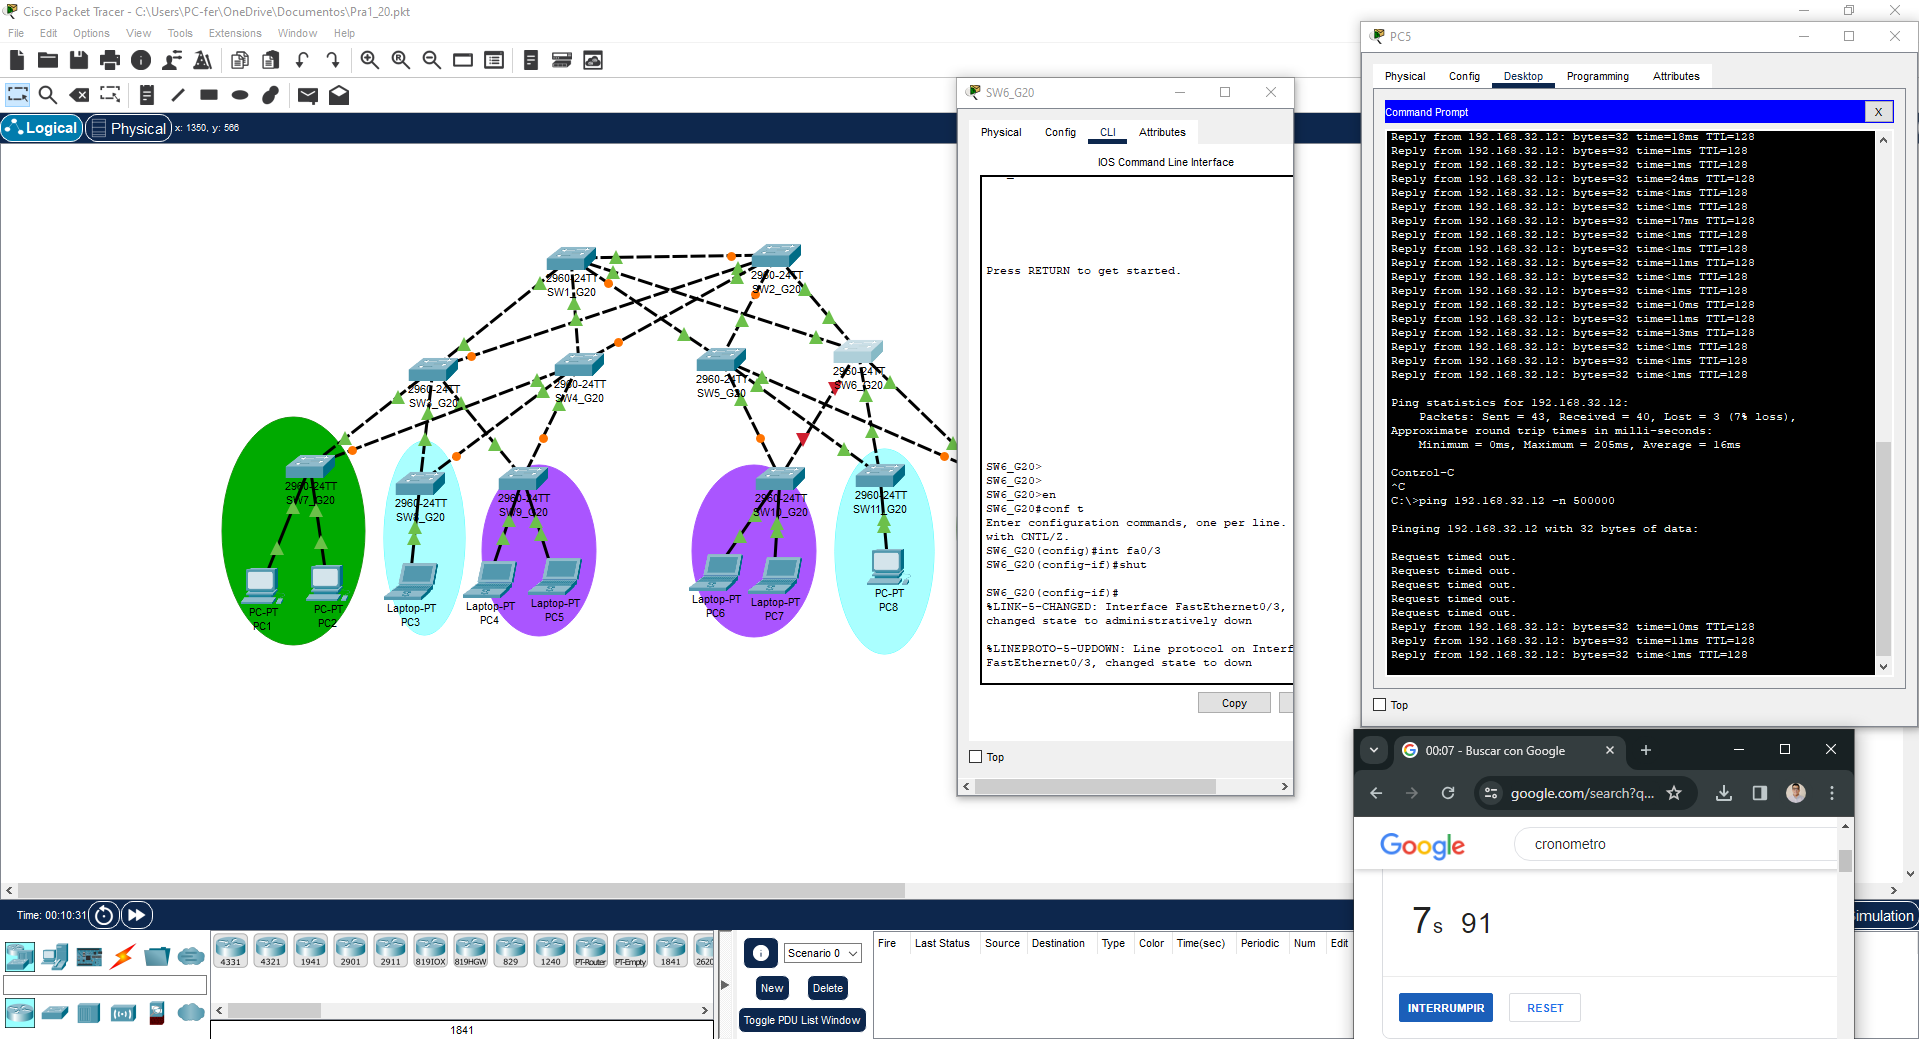 Cisco Packet Tracer - C:\Users\PC-fer\OneDrive\Documentos\Pra1_20.pkt
File Edit Options View Tools Extensions Window Help
Logical Physical x: 1350, y: 566
2960-24TT
SW1_G20
2960-24TT
SW2_G20
2960-24TT
SW3_G20
2960-24TT
SW4_G20
2960-24TT
SW5_G20
2960-24TT
SW6_G20
2960-24TT
SW7_G20
2960-24TT
SW8_G20
2960-24TT
SW9_G20
2960-24TT
SW10_G20
2960-24TT
SW11_G20
PC-PT
PC1
PC-PT
PC2
Laptop-PT
PC3
Laptop-PT
PC4
Laptop-PT
PC5
Laptop-PT
PC6
Laptop-PT
PC7
PC-PT
PC8
SW6_G20
Physical Config CLI Attributes
IOS Command Line Interface
Press RETURN to get started.
SW6_G20>
SW6_G20>
SW6_G20>en
SW6_G20#conf t
Enter configuration commands, one per line.
with CNTL/Z.
SW6_G20(config)#int fa0/3
SW6_G20(config-if)#shut
SW6_G20(config-if)#
%LINK-5-CHANGED: Interface FastEthernet0/3,
changed state to administratively down
%LINEPROTO-5-UPDOWN: Line protocol on Interf
FastEthernet0/3, changed state to down
Copy
Top
PC5
Physical Config Desktop Programming Attributes
Command Prompt X
Reply from 192.168.32.12: bytes=32 time=18ms TTL=128
Reply from 192.168.32.12: bytes=32 time=1ms TTL=128
Reply from 192.168.32.12: bytes=32 time=1ms TTL=128
Reply from 192.168.32.12: bytes=32 time=24ms TTL=128
Reply from 192.168.32.12: bytes=32 time<1ms TTL=128
Reply from 192.168.32.12: bytes=32 time<1ms TTL=128
Reply from 192.168.32.12: bytes=32 time=17ms TTL=128
Reply from 192.168.32.12: bytes=32 time<1ms TTL=128
Reply from 192.168.32.12: bytes=32 time<1ms TTL=128
Reply from 192.168.32.12: bytes=32 time=11ms TTL=128
Reply from 192.168.32.12: bytes=32 time<1ms TTL=128
Reply from 192.168.32.12: bytes=32 time<1ms TTL=128
Reply from 192.168.32.12: bytes=32 time=10ms TTL=128
Reply from 192.168.32.12: bytes=32 time=11ms TTL=128
Reply from 192.168.32.12: bytes=32 time=13ms TTL=128
Reply from 192.168.32.12: bytes=32 time<1ms TTL=128
Reply from 192.168.32.12: bytes=32 time<1ms TTL=128
Reply from 192.168.32.12: bytes=32 time<1ms TTL=128
Ping statistics for 192.168.32.12:
Packets: Sent = 43, Received = 40, Lost = 3 (7% loss),
Approximate round trip times in milli-seconds:
Minimum = 0ms, Maximum = 205ms, Average = 16ms
Control-C
^C
C:\>ping 192.168.32.12 -n 500000
Pinging 192.168.32.12 with 32 bytes of data:
Request timed out.
Request timed out.
Request timed out.
Request timed out.
Request timed out.
Reply from 192.168.32.12: bytes=32 time=10ms TTL=128
Reply from 192.168.32.12: bytes=32 time=11ms TTL=128
Reply from 192.168.32.12: bytes=32 time<1ms TTL=128
Top
00:07 - Buscar con Google
google.com/search?q...
Google
cronometro
7s 91
INTERRUMPIR RESET
Time: 00:10:31
Simulation
4331 4321 1941 2901 2911 819IOX 819HGW 829 1240 PT-Router PT-Empty 1841 2620
1841
Scenario 0
New Delete
Toggle PDU List Window
Fire Last Status Source Destination Type Color Time(sec) Periodic Num Edit